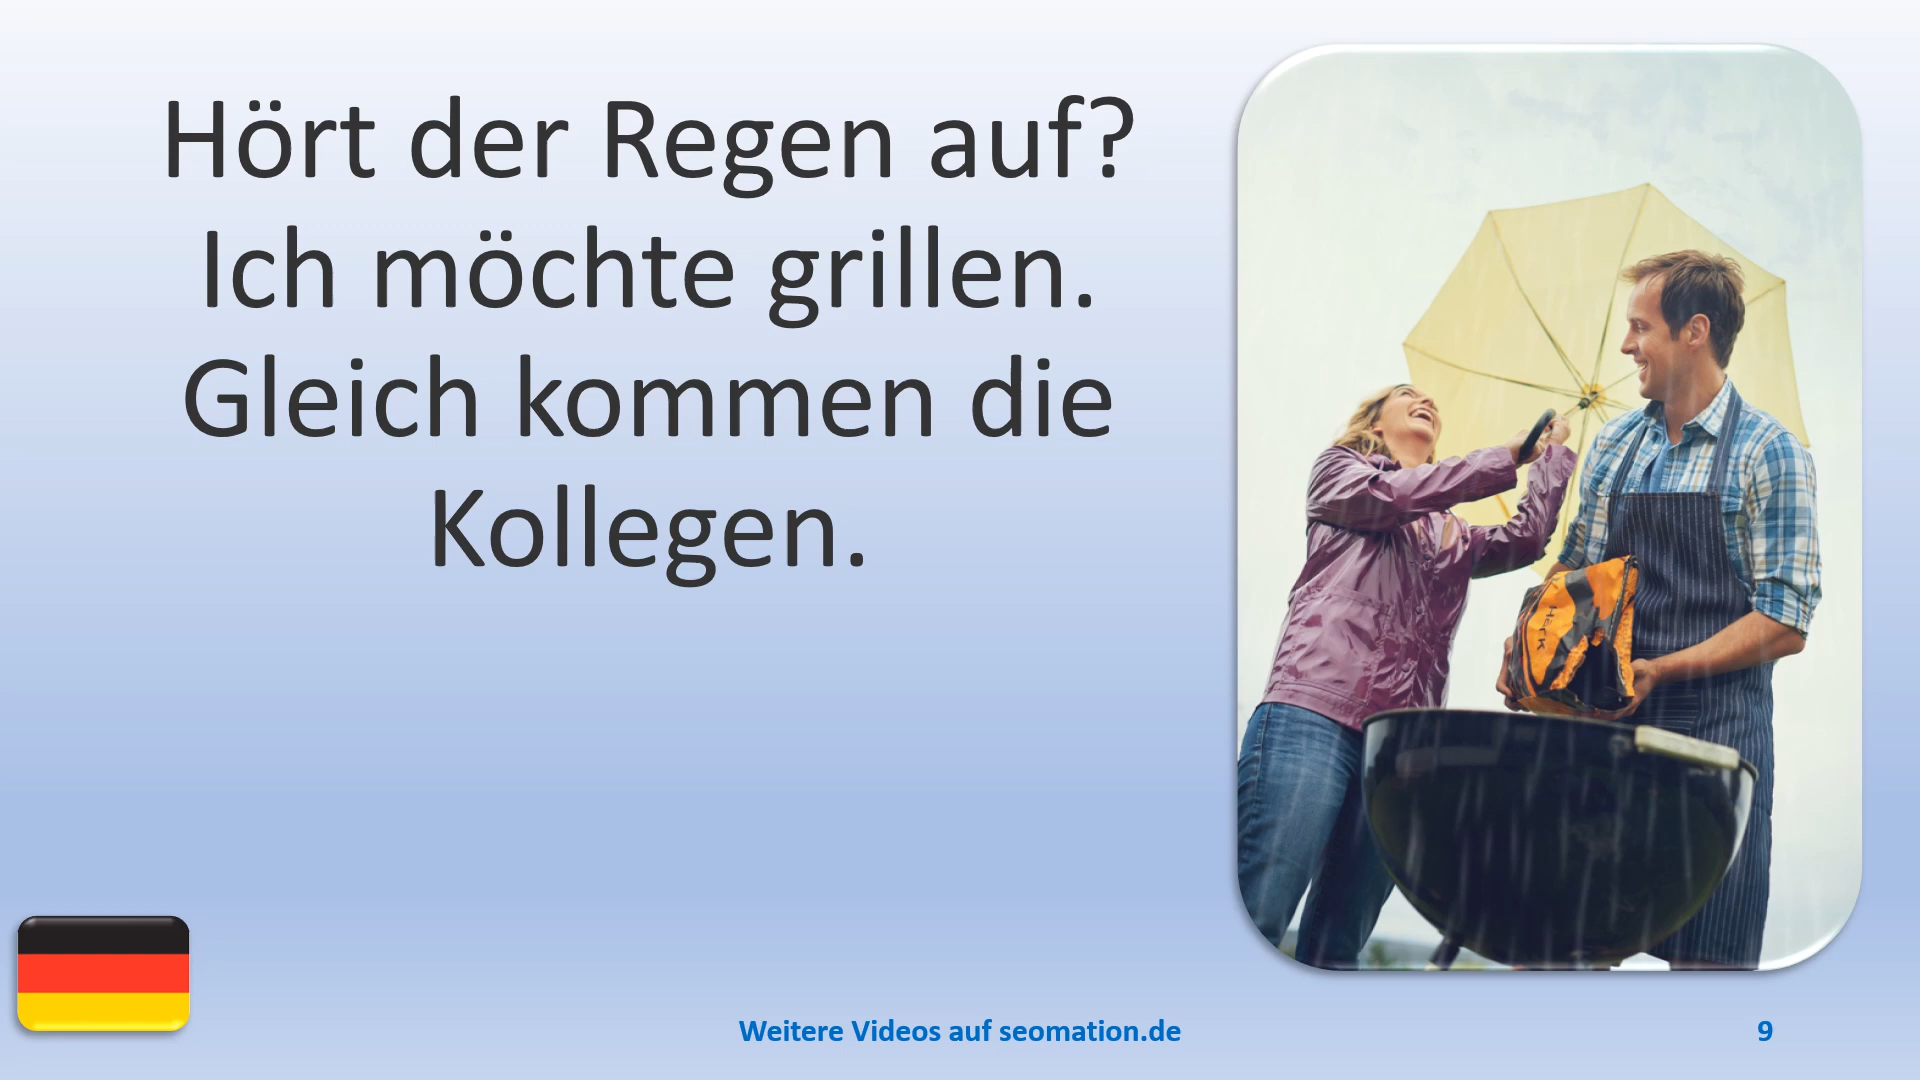 Hört der Regen auf?
Ich möchte grillen.
Gleich kommen die
Kollegen.
Weitere Videos auf seomation.de
9